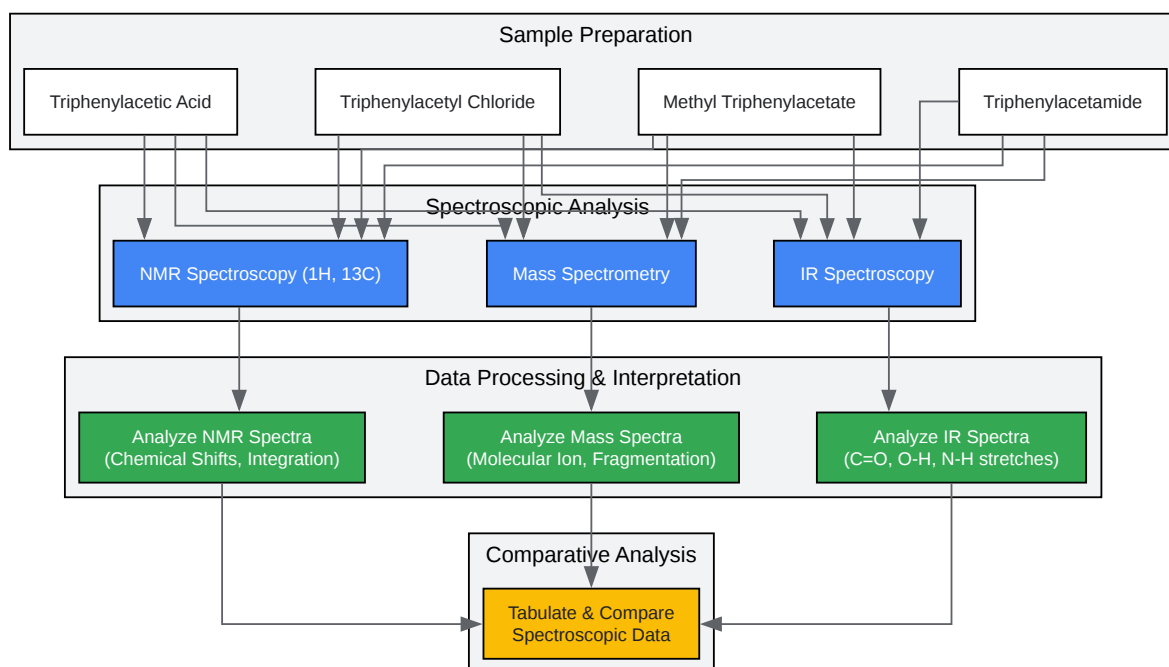 Sample Preparation
Triphenylacetic Acid
Triphenylacetyl Chloride
Methyl Triphenylacetate
Triphenylacetamide
Spectroscopic Analysis
NMR Spectroscopy (1H, 13C)
Mass Spectrometry
IR Spectroscopy
Data Processing & Interpretation
Analyze NMR Spectra
(Chemical Shifts, Integration)
Analyze Mass Spectra
(Molecular Ion, Fragmentation)
Analyze IR Spectra
(C=O, O-H, N-H stretches)
Comparative Analysis
Tabulate & Compare
Spectroscopic Data